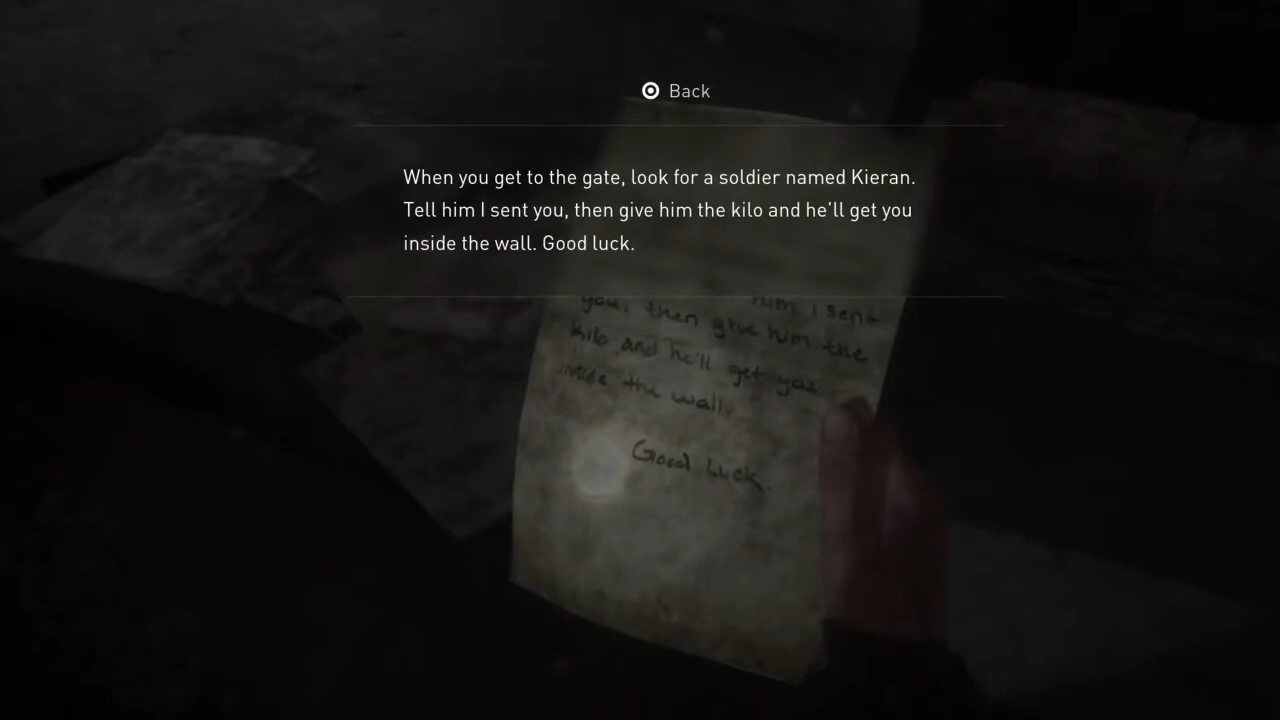 Back
When you get to the gate, look for a soldier named Kieran.
Tell him I sent you, then give him the kilo and he'll get you
inside the wall. Good luck.
him I sent
you, then give him the
kilo and he'll get you
inside the wall.
Good Luck.